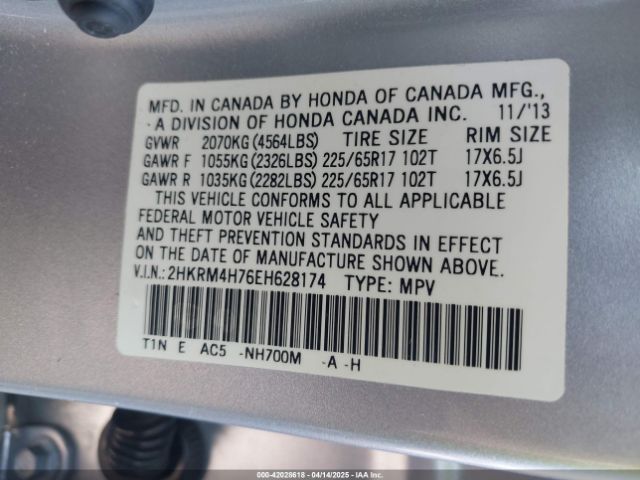 MFD. IN CANADA BY HONDA OF CANADA MFG.,
- A DIVISION OF HONDA CANADA INC. 11/'13
GVWR 2070KG (4564LBS) TIRE SIZE RIM SIZE
GAWR F 1055KG (2326LBS) 225/65R17 102T 17X6.5J
GAWR R 1035KG (2282LBS) 225/65R17 102T 17X6.5J
THIS VEHICLE CONFORMS TO ALL APPLICABLE
FEDERAL MOTOR VEHICLE SAFETY
AND THEFT PREVENTION STANDARDS IN EFFECT
ON THE DATE OF MANUFACTURE SHOWN ABOVE.
V.I.N.: 2HKRM4H76EH628174 TYPE: MPV
T1N E AC5 -NH700M -A -H
000-42028618 - 04/14/2025 - IAA Inc.